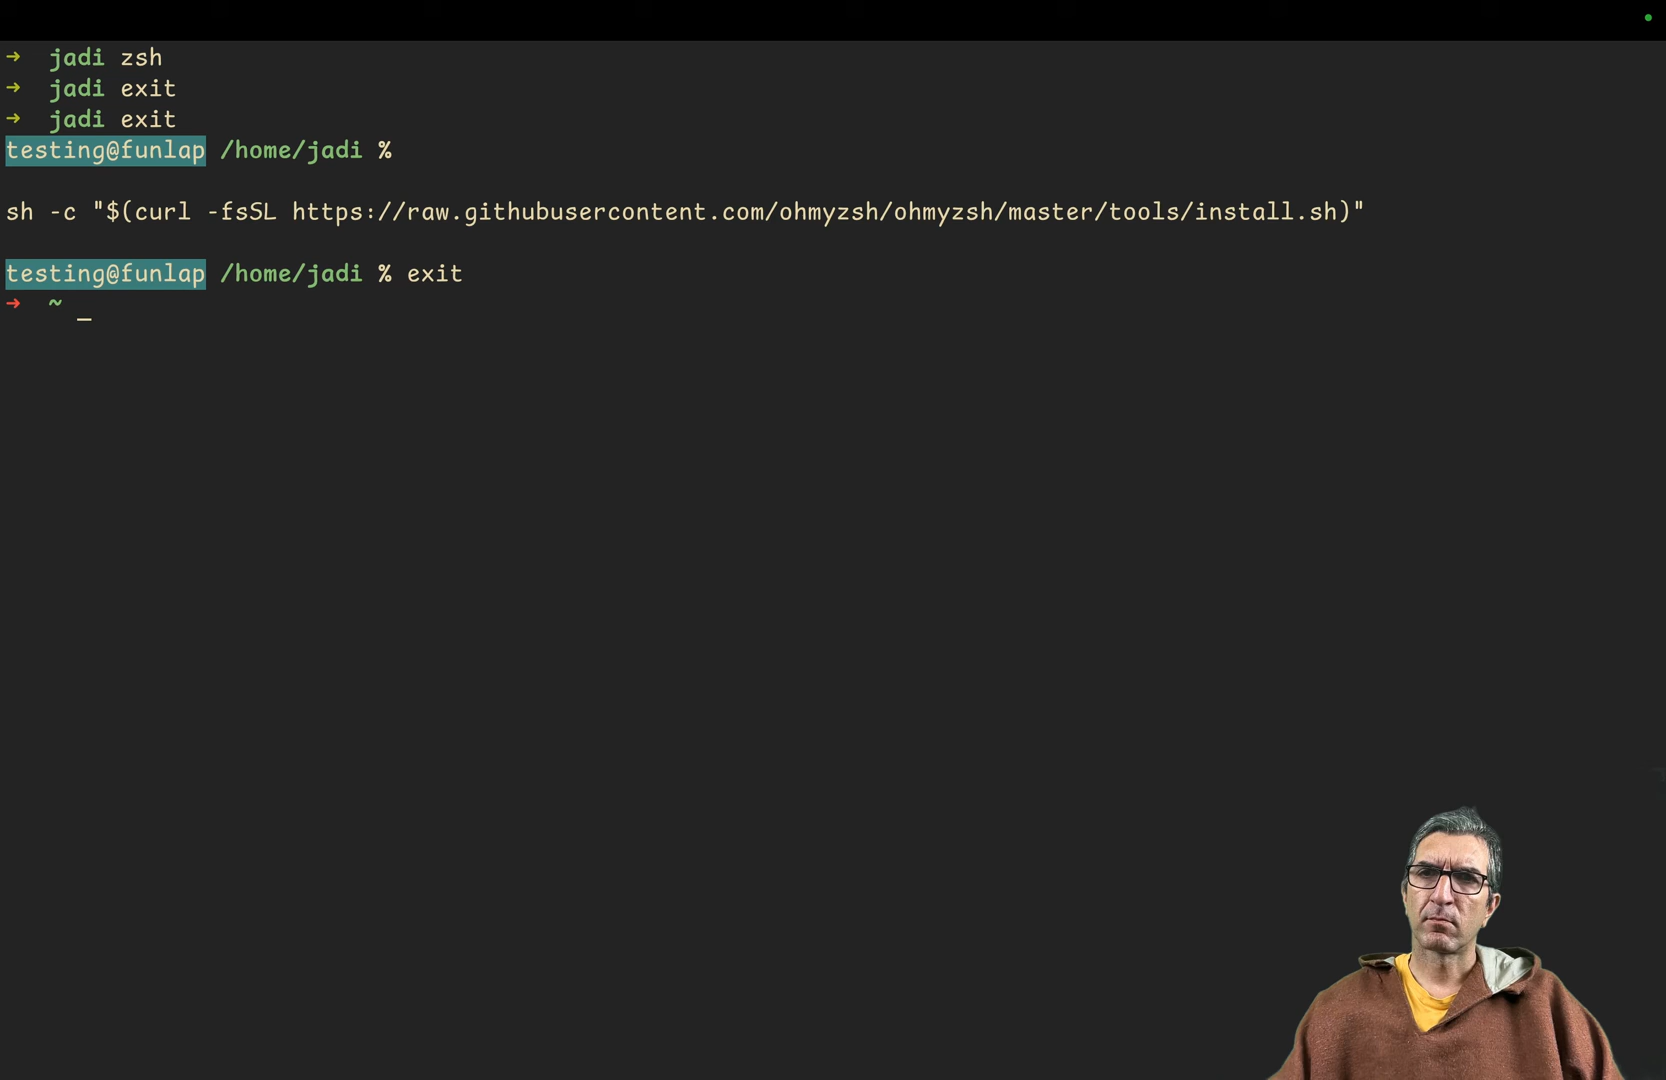 ➜  jadi zsh
➜  jadi exit
➜  jadi exit
testing@funlap /home/jadi %
sh -c "$(curl -fsSL https://raw.githubusercontent.com/ohmyzsh/ohmyzsh/master/tools/install.sh)"
testing@funlap /home/jadi % exit
➜  ~ _